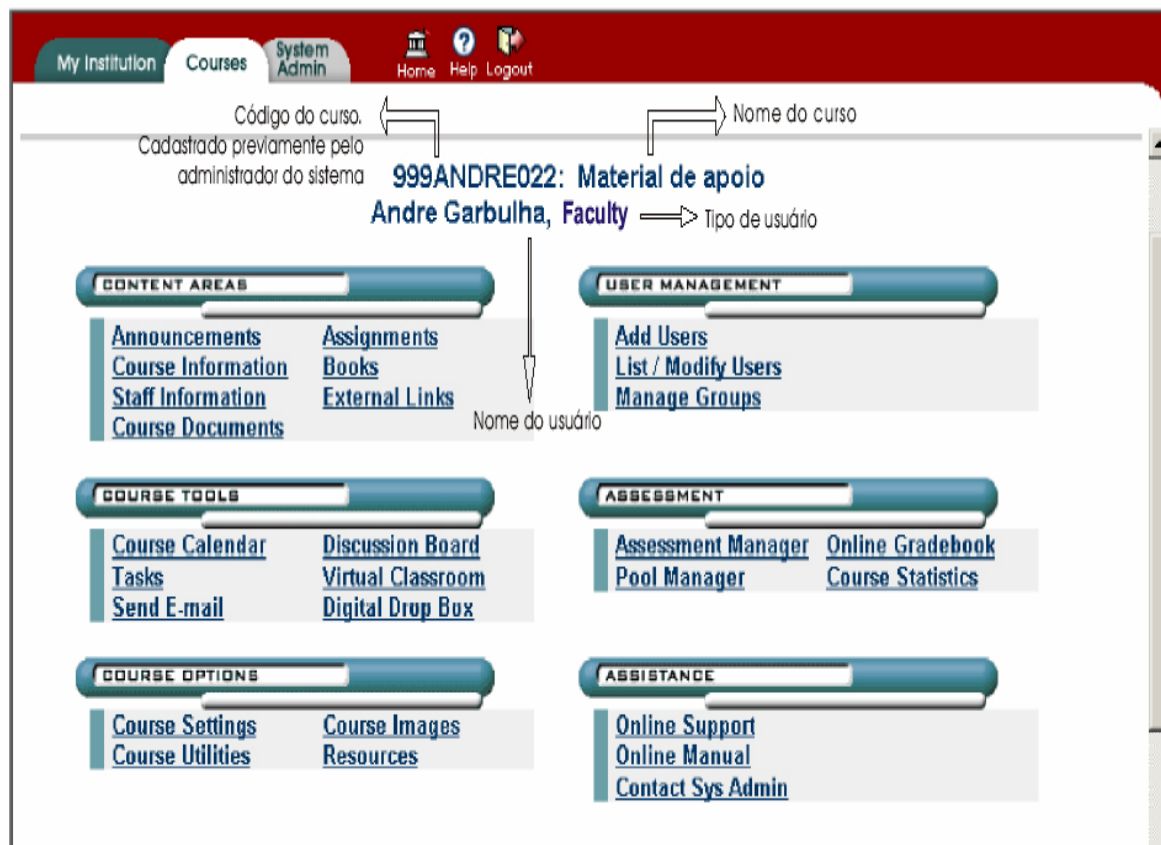 My Institution
Courses
System
Admin
Home
Help
Logout
Código do curso.
Cadastrado previamente pelo
administrador do sistema
Nome do curso
999ANDRE022: Material de apoio
Andre Garbulha, Faculty
Tipo de usuário
Nome do usuário
CONTENT AREAS
Announcements
Assignments
Course Information
Books
Staff Information
External Links
Course Documents
USER MANAGEMENT
Add Users
List / Modify Users
Manage Groups
COURSE TOOLS
Course Calendar
Discussion Board
Tasks
Virtual Classroom
Send E-mail
Digital Drop Box
ASSESSMENT
Assessment Manager
Online Gradebook
Pool Manager
Course Statistics
COURSE OPTIONS
Course Settings
Course Images
Course Utilities
Resources
ASSISTANCE
Online Support
Online Manual
Contact Sys Admin